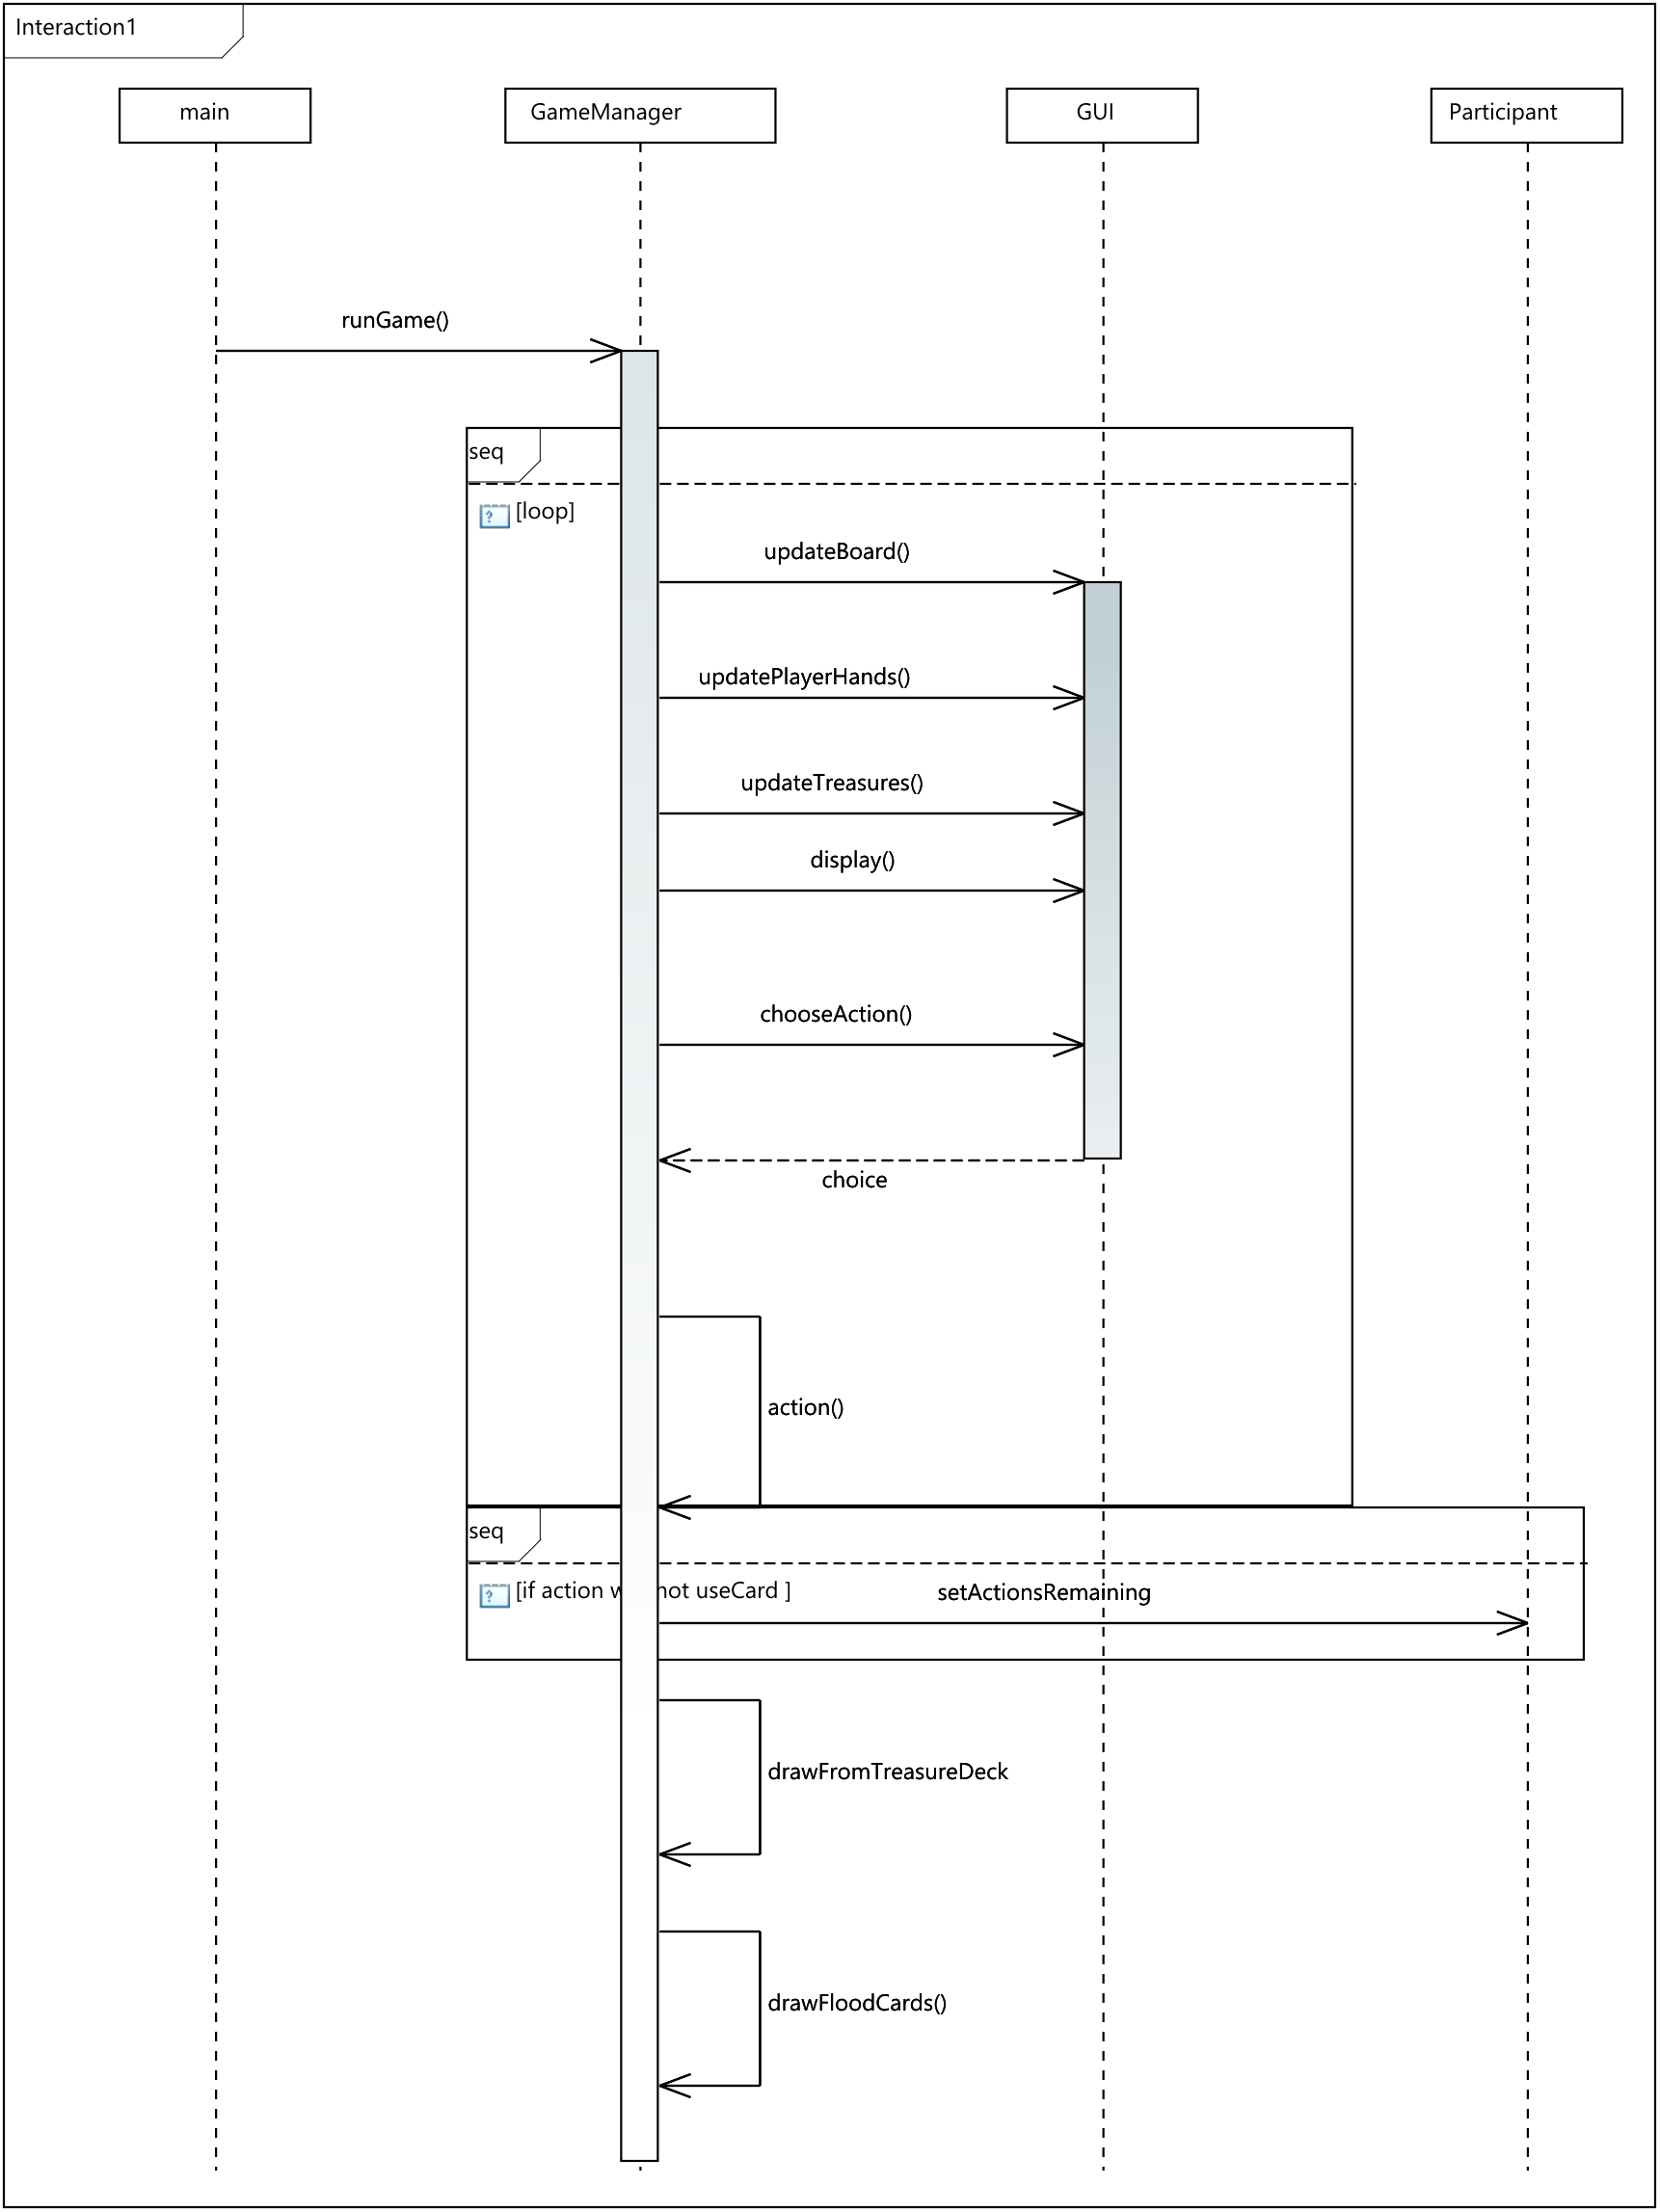 Interaction1
main
GameManager
GUI
Participant
runGame()
seq
[loop]
updateBoard()
updatePlayerHands()
updateTreasures()
display()
chooseAction()
choice
action()
seq
[if action not useCard ]
setActionsRemaining
drawFromTreasureDeck
drawFloodCards()